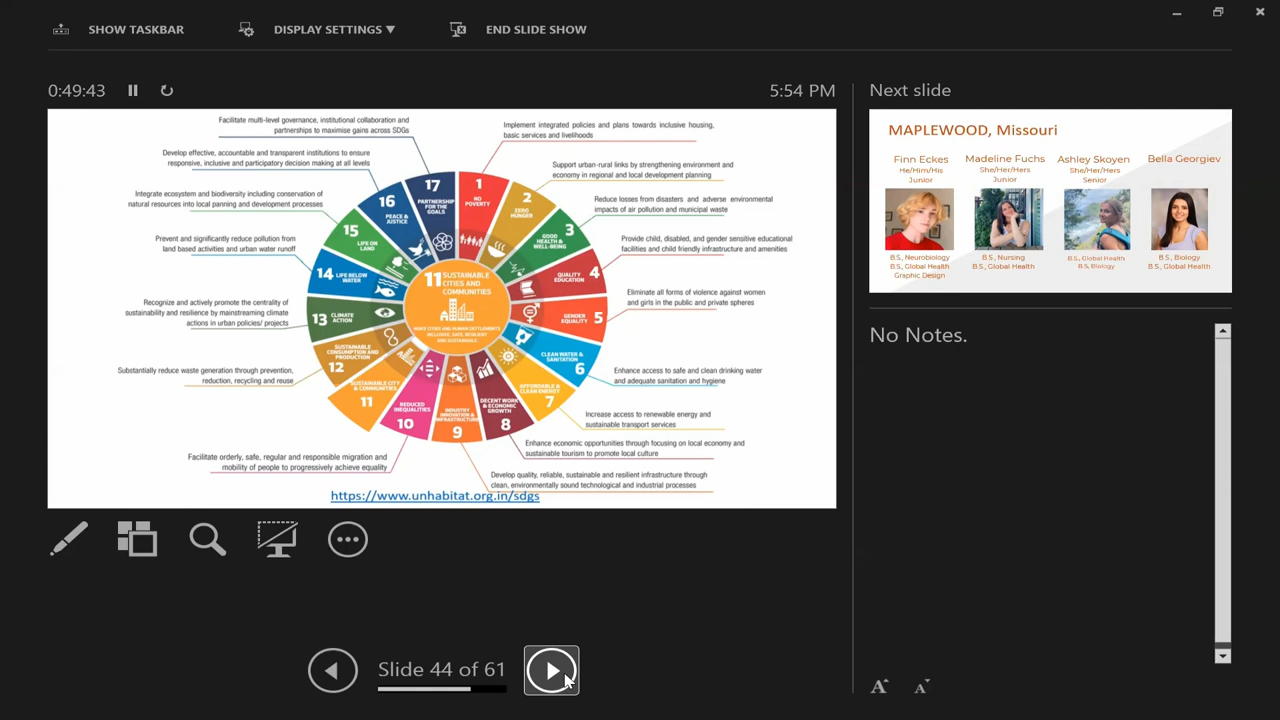 SHOW TASKBAR
DISPLAY SETTINGS
END SLIDE SHOW
0:49:43
5:54 PM
Facilitate multi-level governance, institutional collaboration and
partnerships to maximise gains across SDGs
Develop effective, accountable and transparent institutions to ensure
responsive, inclusive and participatory decision making at all levels
Integrate ecosystem and biodiversity including conservation of
natural resources into local panning and development processes
Prevent and significantly reduce pollution from
land based activities and urban water runoff
Recognize and actively promote the centrality of
sustainability and resilience by mainstreaming climate
actions in urban policies/ projects
Substantially reduce waste generation through prevention,
reduction, recycling and reuse
Facilitate orderly, safe, regular and responsible migration and
mobility of people to progressively achieve equality
Implement integrated policies and plans towards inclusive housing,
basic services and livelihoods
Support urban-rural links by strengthening environment and
economy in regional and local development planning
Reduce losses from disasters and adverse environmental
impacts of air pollution and municipal waste
Provide child, disabled, and gender sensitive educational
facilities and child friendly infrastructure and amenities
Eliminate all forms of violence against women
and girls in the public and private spheres
Enhance access to safe and clean drinking water
and adequate sanitation and hygiene
Increase access to renewable energy and
sustainable transport services
Enhance economic opportunities through focusing on local economy and
sustainable tourism to promote local culture
Develop quality, reliable, sustainable and resilient infrastructure through
clean, environmentally sound technological and industrial processes
1
NO
POVERTY
2
ZERO
HUNGER
3
GOOD
HEALTH &
WELL-BEING
4
QUALITY
EDUCATION
5
GENDER
EQUALITY
6
CLEAN WATER &
SANITATION
7
AFFORDABLE &
CLEAN ENERGY
8
DECENT WORK
& ECONOMIC
GROWTH
9
INDUSTRY
INNOVATION &
INFRASTRUCTURE
10
REDUCED
INEQUALITIES
11
SUSTAINABLE CITY
& COMMUNITIES
12
SUSTAINABLE
CONSUMPTION AND
PRODUCTION
13
CLIMATE
ACTION
14
LIFE BELOW
WATER
15
LIFE ON
LAND
16
PEACE &
JUSTICE
17
PARTNERSHIP
FOR THE
GOALS
11 SUSTAINABLE
CITIES AND
COMMUNITIES
MAKE CITIES AND HUMAN SETTLEMENTS
INCLUSIVE, SAFE, RESILIENT
AND SUSTAINABLE
https://www.unhabitat.org.in/sdgs
Next slide
MAPLEWOOD, Missouri
Finn Eckes
He/Him/His
Junior
B.S, Neurobiology
B.S, Global Health
Graphic Design
Madeline Fuchs
She/Her/Hers
Junior
B.S., Nursing
B.S., Global Health
Ashley Skoyen
She/Her/Hers
Senior
B.S., Global Health
B.S, Biology
Bella Georgiev
B.S., Biology
B.S., Global Health
No Notes.
Slide 44 of 61
A
A